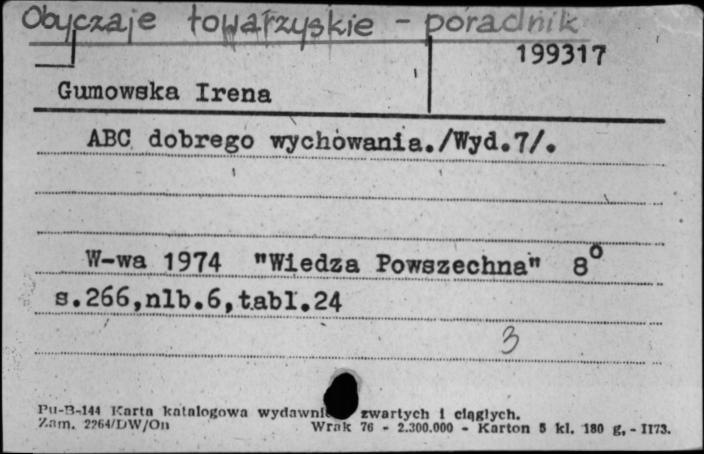 Obyczaje towarzyskie - poradnik
199317
Gumowska Irena
ABC dobrego wychowania./Wyd.7/.
W-wa 1974 "Wiedza Powszechna" 8°
s.266,nlb.6,tabl.24
3
Pu-B-144 Karta katalogowa wydawni zwartych i ciągłych.
Zam. 2264/DW/On Wrak 76 - 2.300.000 - Karton 5 kl. 180 g. - II73.